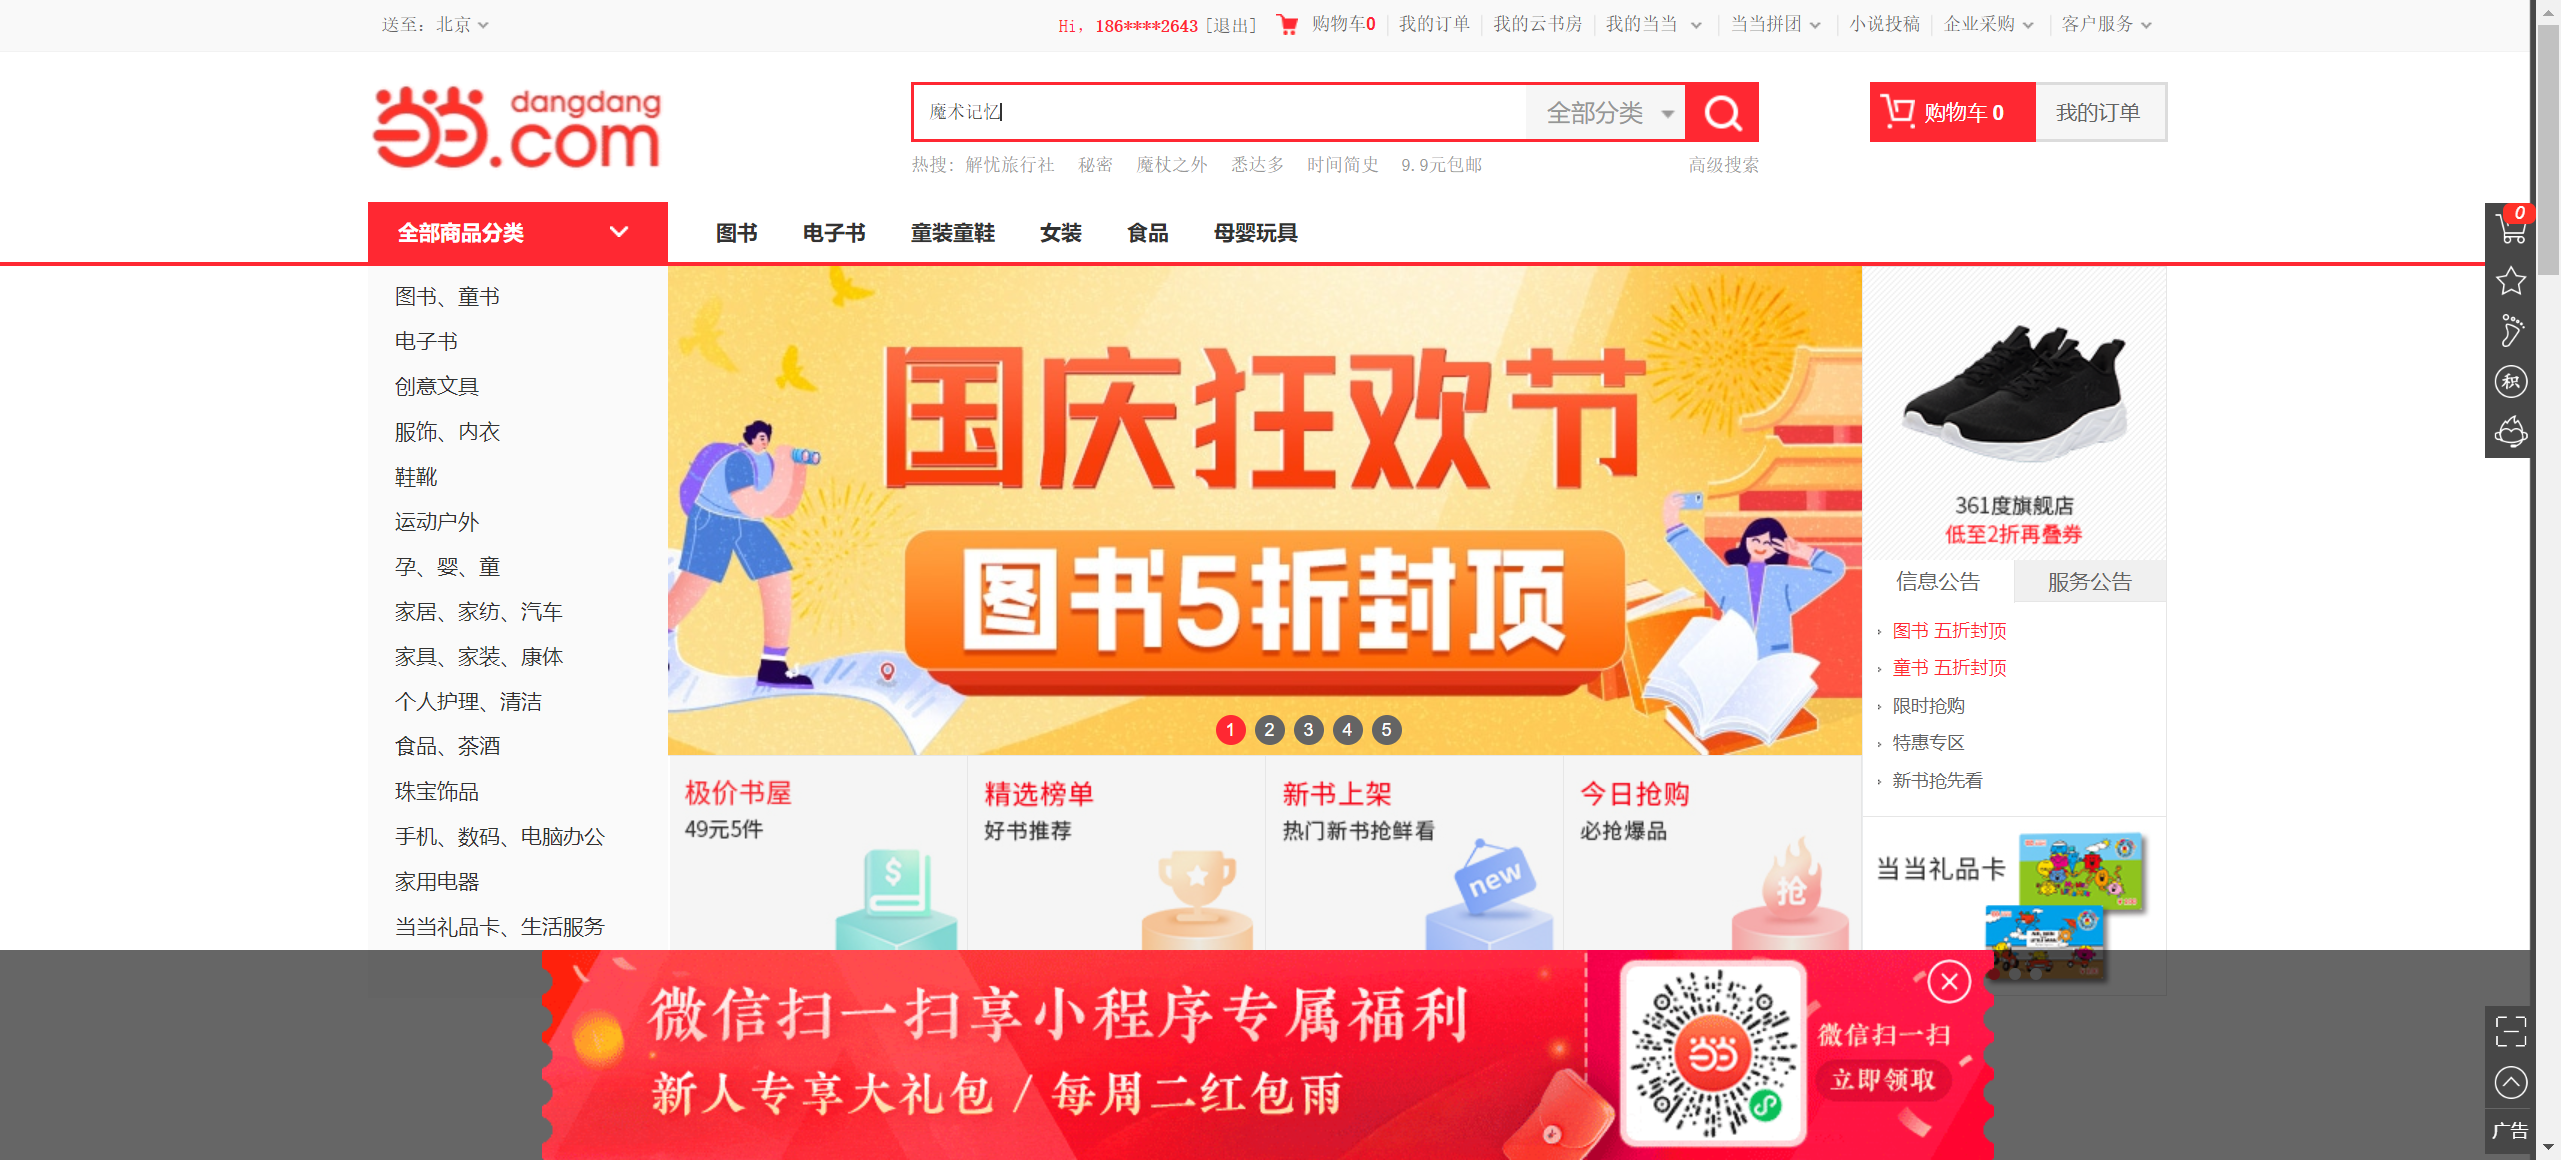 送至：北京
Hi，186****2643 [退出] 购物车0 我的订单 我的云书房 我的当当 当当拼团 小说投稿 企业采购 客户服务
dangdang
.com
魔术记忆 全部分类
购物车 0 我的订单
热搜：解忧旅行社 秘密 魔杖之外 悉达多 时间简史 9.9元包邮 高级搜索
全部商品分类 图书 电子书 童装童鞋 女装 食品 母婴玩具
图书、童书
电子书
创意文具
服饰、内衣
鞋靴
运动户外
孕、婴、童
家居、家纺、汽车
家具、家装、康体
个人护理、清洁
食品、茶酒
珠宝饰品
手机、数码、电脑办公
家用电器
当当礼品卡、生活服务
国庆狂欢节
图书5折封顶
1 2 3 4 5
极价书屋
49元5件
精选榜单
好书推荐
新书上架
热门新书抢鲜看
new
今日抢购
必抢爆品
抢
361度旗舰店
低至2折再叠券
信息公告 服务公告
图书 五折封顶
童书 五折封顶
限时抢购
特惠专区
新书抢先看
当当礼品卡
0
积
微信扫一扫享小程序专属福利
新人专享大礼包 / 每周二红包雨
微信扫一扫
立即领取
广告